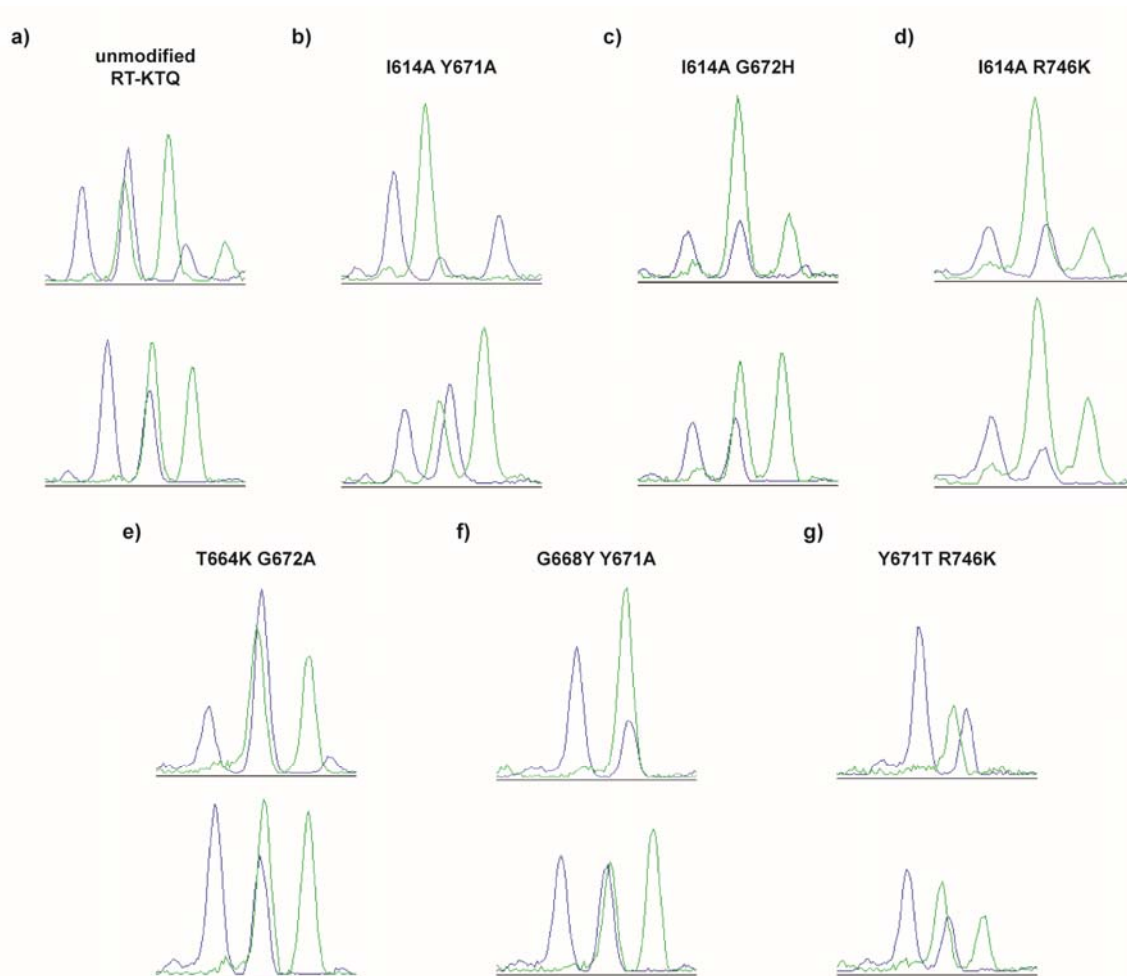 a)
unmodified
RT-KTQ
b)
I614A Y671A
c)
I614A G672H
d)
I614A R746K
e)
T664K G672A
f)
G668Y Y671A
g)
Y671T R746K